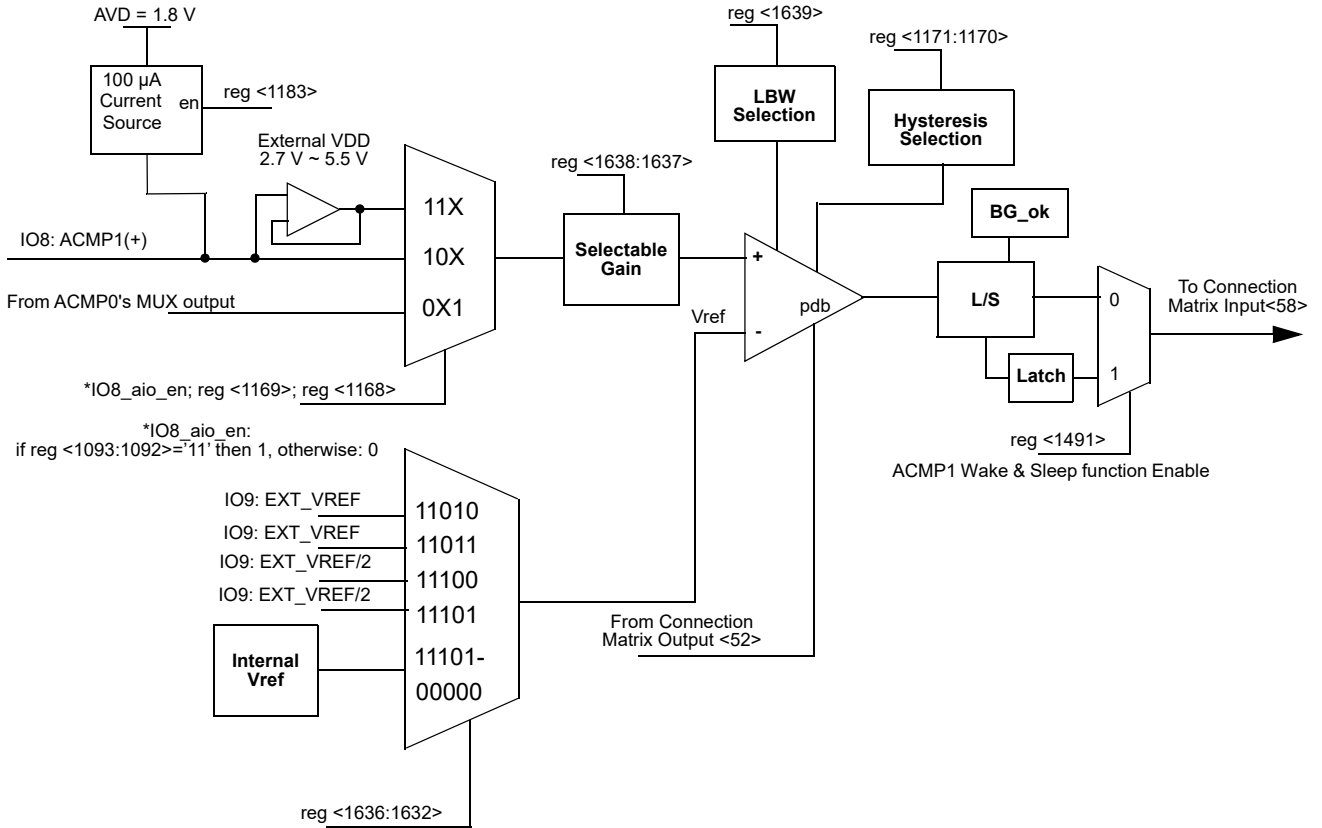 AVD = 1.8 V
100 µA
Current
Source
en
reg <1183>
External VDD
2.7 V ~ 5.5 V
IO8: ACMP1(+)
From ACMP0's MUX output
11X
10X
0X1
*IO8_aio_en; reg <1169>; reg <1168>
*IO8_aio_en:
if reg <1093:1092>='11' then 1, otherwise: 0
reg <1638:1637>
Selectable
Gain
reg <1639>
LBW
Selection
reg <1171:1170>
Hysteresis
Selection
+
-
pdb
Vref
BG_ok
L/S
Latch
0
1
To Connection
Matrix Input<58>
reg <1491>
ACMP1 Wake & Sleep function Enable
IO9: EXT_VREF
IO9: EXT_VREF
IO9: EXT_VREF/2
IO9: EXT_VREF/2
Internal
Vref
11010
11011
11100
11101
11101-
00000
From Connection
Matrix Output <52>
reg <1636:1632>